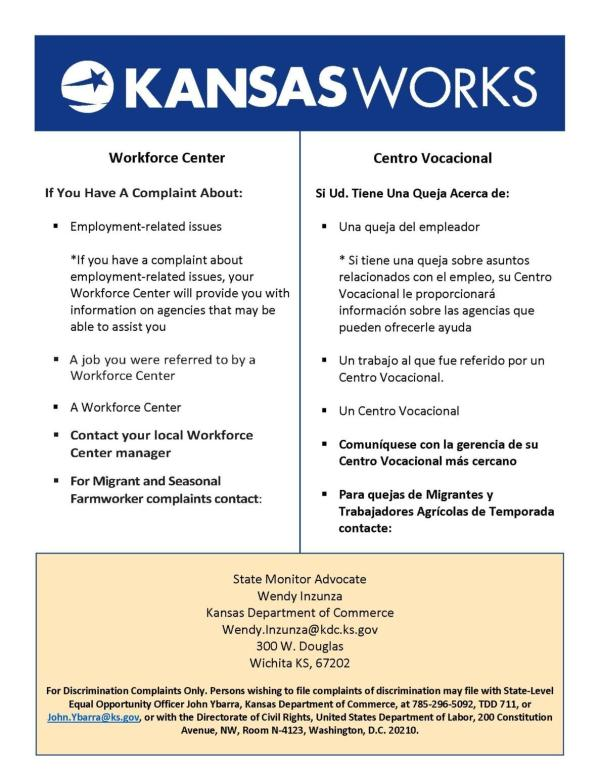 KANSASWORKS
Workforce Center
If You Have A Complaint About:
▪ Employment-related issues
*If you have a complaint about
employment-related issues, your
Workforce Center will provide you with
information on agencies that may be
able to assist you
▪ A job you were referred to by a
Workforce Center
▪ A Workforce Center
▪ Contact your local Workforce
Center manager
▪ For Migrant and Seasonal
Farmworker complaints contact:
Centro Vocacional
Si Ud. Tiene Una Queja Acerca de:
▪ Una queja del empleador
* Si tiene una queja sobre asuntos
relacionados con el empleo, su Centro
Vocacional le proporcionará
información sobre las agencias que
pueden ofrecerle ayuda
▪ Un trabajo al que fue referido por un
Centro Vocacional.
▪ Un Centro Vocacional
▪ Comuníquese con la gerencia de su
Centro Vocacional más cercano
▪ Para quejas de Migrantes y
Trabajadores Agrícolas de Temporada
contacte:
State Monitor Advocate
Wendy Inzunza
Kansas Department of Commerce
Wendy.Inzunza@kdc.ks.gov
300 W. Douglas
Wichita KS, 67202
For Discrimination Complaints Only. Persons wishing to file complaints of discrimination may file with State-Level
Equal Opportunity Officer John Ybarra, Kansas Department of Commerce, at 785-296-5092, TDD 711, or
John.Ybarra@ks.gov, or with the Directorate of Civil Rights, United States Department of Labor, 200 Constitution
Avenue, NW, Room N-4123, Washington, D.C. 20210.